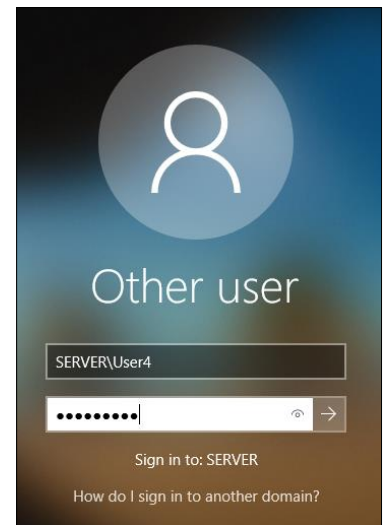 Other user
SERVER\User4
●●●●●●●●●
Sign in to: SERVER
How do I sign in to another domain?